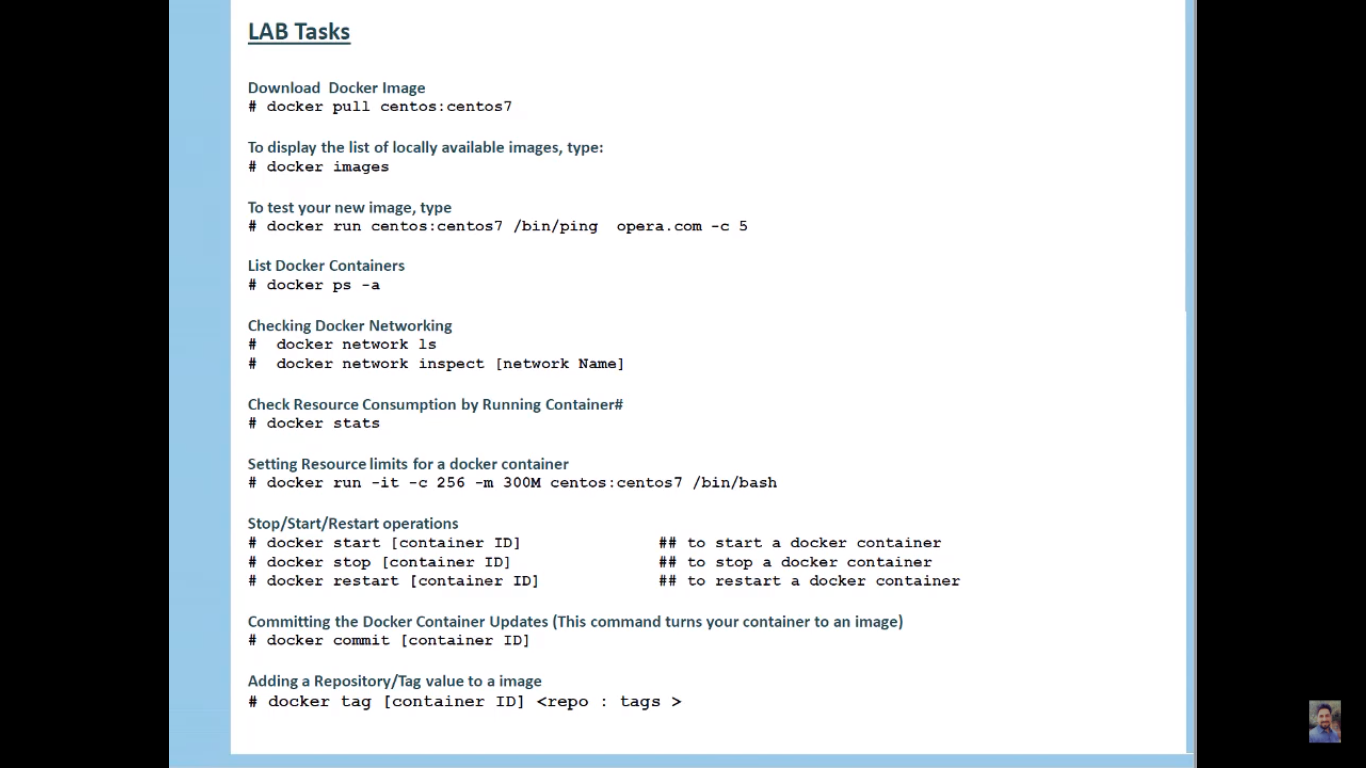 LAB Tasks
Download  Docker Image
# docker pull centos:centos7
To display the list of locally available images, type:
# docker images
To test your new image, type
# docker run centos:centos7 /bin/ping  opera.com -c 5
List Docker Containers
# docker ps -a
Checking Docker Networking
#  docker network ls
#  docker network inspect [network Name]
Check Resource Consumption by Running Container#
# docker stats
Setting Resource limits for a docker container
# docker run -it -c 256 -m 300M centos:centos7 /bin/bash
Stop/Start/Restart operations
# docker start [container ID] ## to start a docker container
# docker stop [container ID] ## to stop a docker container
# docker restart [container ID] ## to restart a docker container
Committing the Docker Container Updates (This command turns your container to an image)
# docker commit [container ID]
Adding a Repository/Tag value to a image
# docker tag [container ID] <repo : tags >